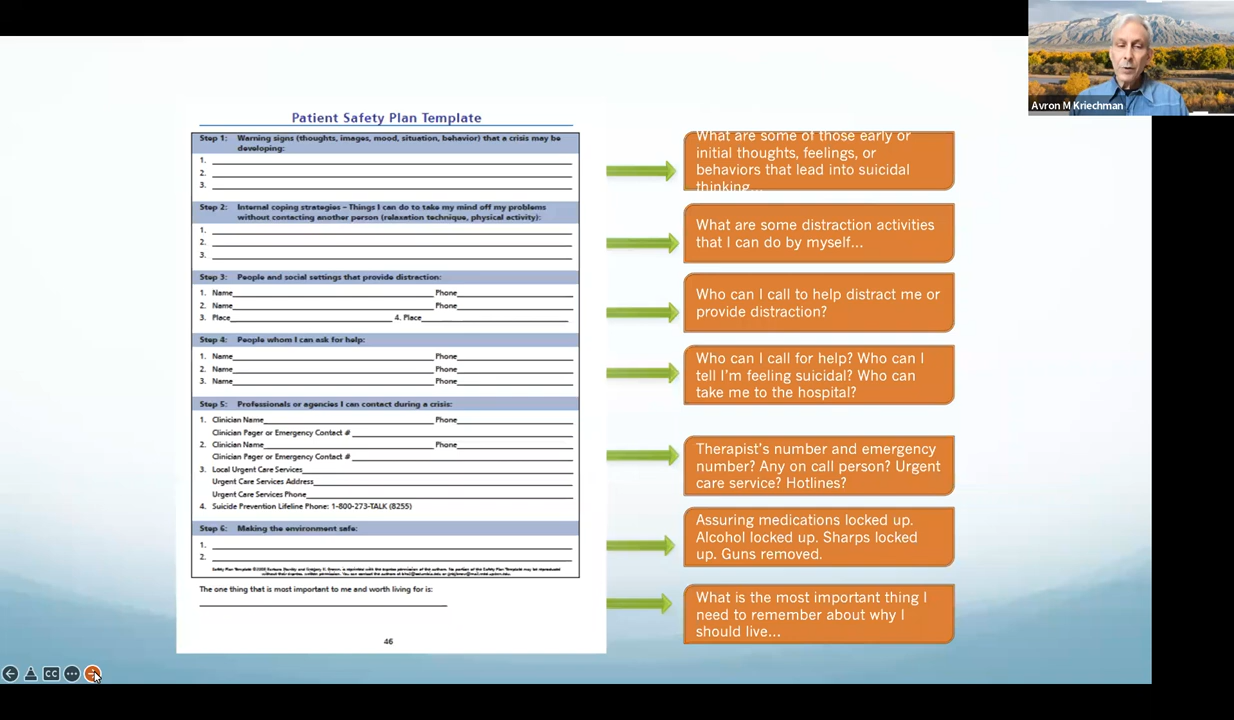 Avron M Kriechman
Patient Safety Plan Template
Step 1: Warning signs (thoughts, images, mood, situation, behavior) that a crisis may be
developing:
1.
2.
3.
Step 2: Internal coping strategies – Things I can do to take my mind off my problems
without contacting another person (relaxation technique, physical activity):
1.
2.
3.
Step 3: People and social settings that provide distraction:
1. Name Phone
2. Name Phone
3. Place 4. Place
Step 4: People whom I can ask for help:
1. Name Phone
2. Name Phone
3. Name Phone
Step 5: Professionals or agencies I can contact during a crisis:
1. Clinician Name Phone
Clinician Pager or Emergency Contact #
2. Clinician Name Phone
Clinician Pager or Emergency Contact #
3. Local Urgent Care Services
Urgent Care Services Address
Urgent Care Services Phone
4. Suicide Prevention Lifeline Phone: 1-800-273-TALK (8255)
Step 6: Making the environment safe:
1.
2.
The one thing that is most important to me and worth living for is:
46
What are some of those early or
initial thoughts, feelings, or
behaviors that lead into suicidal
thinking...
What are some distraction activities
that I can do by myself...
Who can I call to help distract me or
provide distraction?
Who can I call for help? Who can I
tell I'm feeling suicidal? Who can
take me to the hospital?
Therapist's number and emergency
number? Any on call person? Urgent
care service? Hotlines?
Assuring medications locked up.
Alcohol locked up. Sharps locked
up. Guns removed.
What is the most important thing I
need to remember about why I
should live...
CC